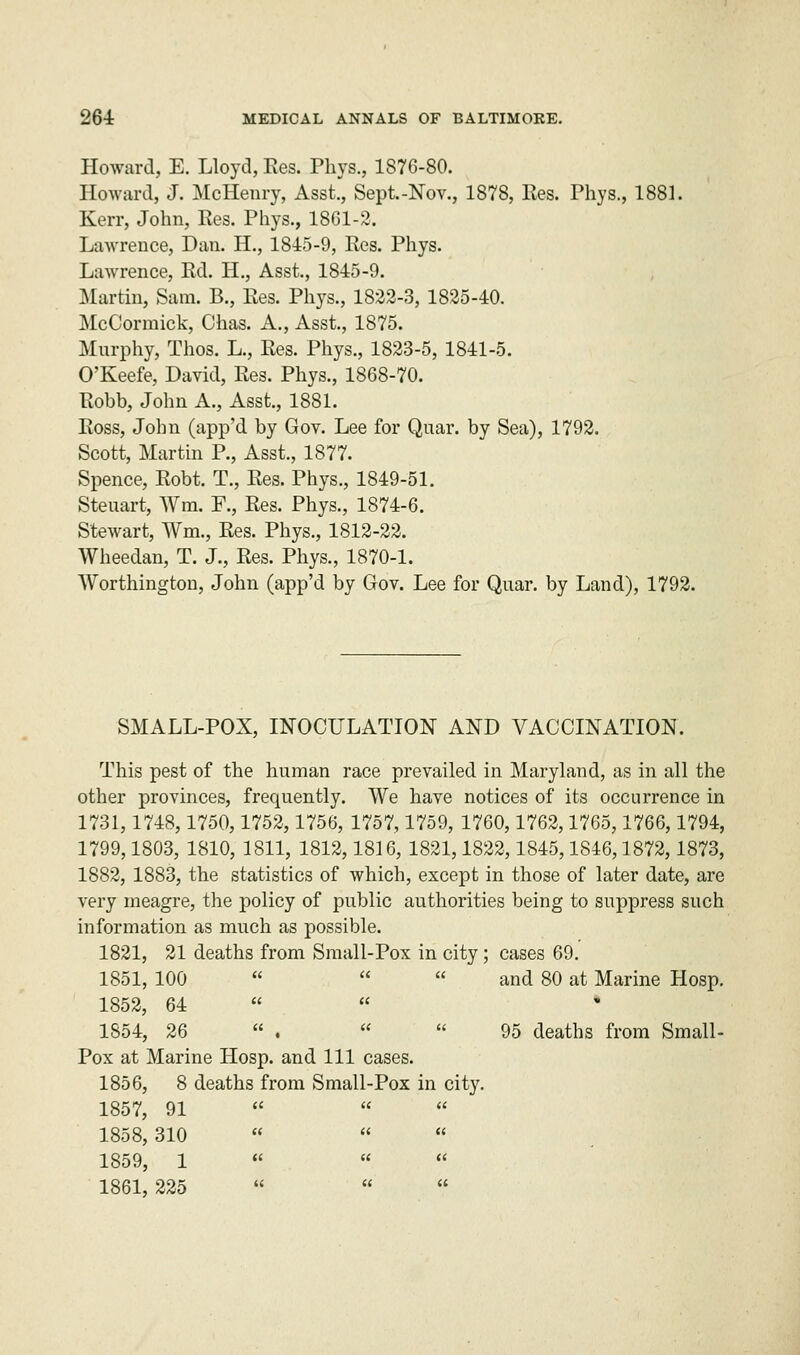 264 MEDICAL ANNALS OF BALTIMORE.
Howard, E. Lloyd, Res. Phys., 1876-80.
Howard, J. McHenry, Asst., Sept.-Nov., 1878, Res. Phys., 1881.
Kerr, John, Res. Phys., 1861-2.
Lawrence, Dan. H., 1845-9, Res. Phys.
Lawrence, Rd. H., Asst., 1845-9.
Martin, Sam. B., Res. Phys., 1822-3, 1825-40.
McCormick, Chas. A., Asst., 1875.
Murphy, Thos. L., Res. Phys., 1823-5, 1841-5.
O'Keefe, David, Res. Phys., 1868-70.
Robb, John A., Asst., 1881.
Ross, John (app'd by Gov. Lee for Quar. by Sea), 1792.
Scott, Martin P., Asst., 1877.
Spence, Robt. T., Res. Phys., 1849-51.
Steuart, Wm. F., Res. Phys., 1874-6.
Stewart, Wm., Res. Phys., 1812-22.
Wheedan, T. J., Res. Phys., 1870-1.
Worthington, John (app'd by Gov. Lee for Quar. by Land), 1792.
SMALL-POX, INOCULATION AND VACCINATION.
This pest of the human race prevailed in Maryland, as in all the
other provinces, frequently. We have notices of its occurrence in
1731, 1748, 1750, 1752, 1756, 1757, 1759, 1760, 1762, 1765, 1766, 1794,
1799, 1803, 1810, 1811, 1812, 1816, 1821, 1822, 1845, 1846, 1872, 1873,
1882, 1883, the statistics of which, except in those of later date, are
very meagre, the policy of public authorities being to suppress such
information as much as possible.
1821, 21 deaths from Small-Pox in city; cases 69.
1851, 100 " " " and 80 at Marine Hosp.
1852, 64 " "
1854, 26 " . " " 95 deaths from Small-
Pox at Marine Hosp. and 111 cases.
1856, 8 deaths from Small-Pox in city.
1857, 91 " " "
1858, 310 " " "
1859, 1 " " "
1861, 225 " " "